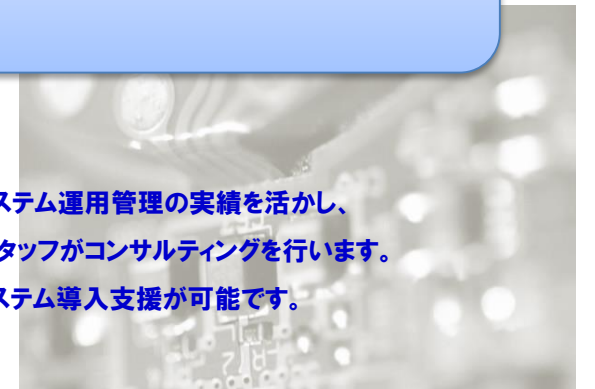 ステム運用管理の実績を活かし、
タッフがコンサルティングを行います。
ステム導入支援が可能です。